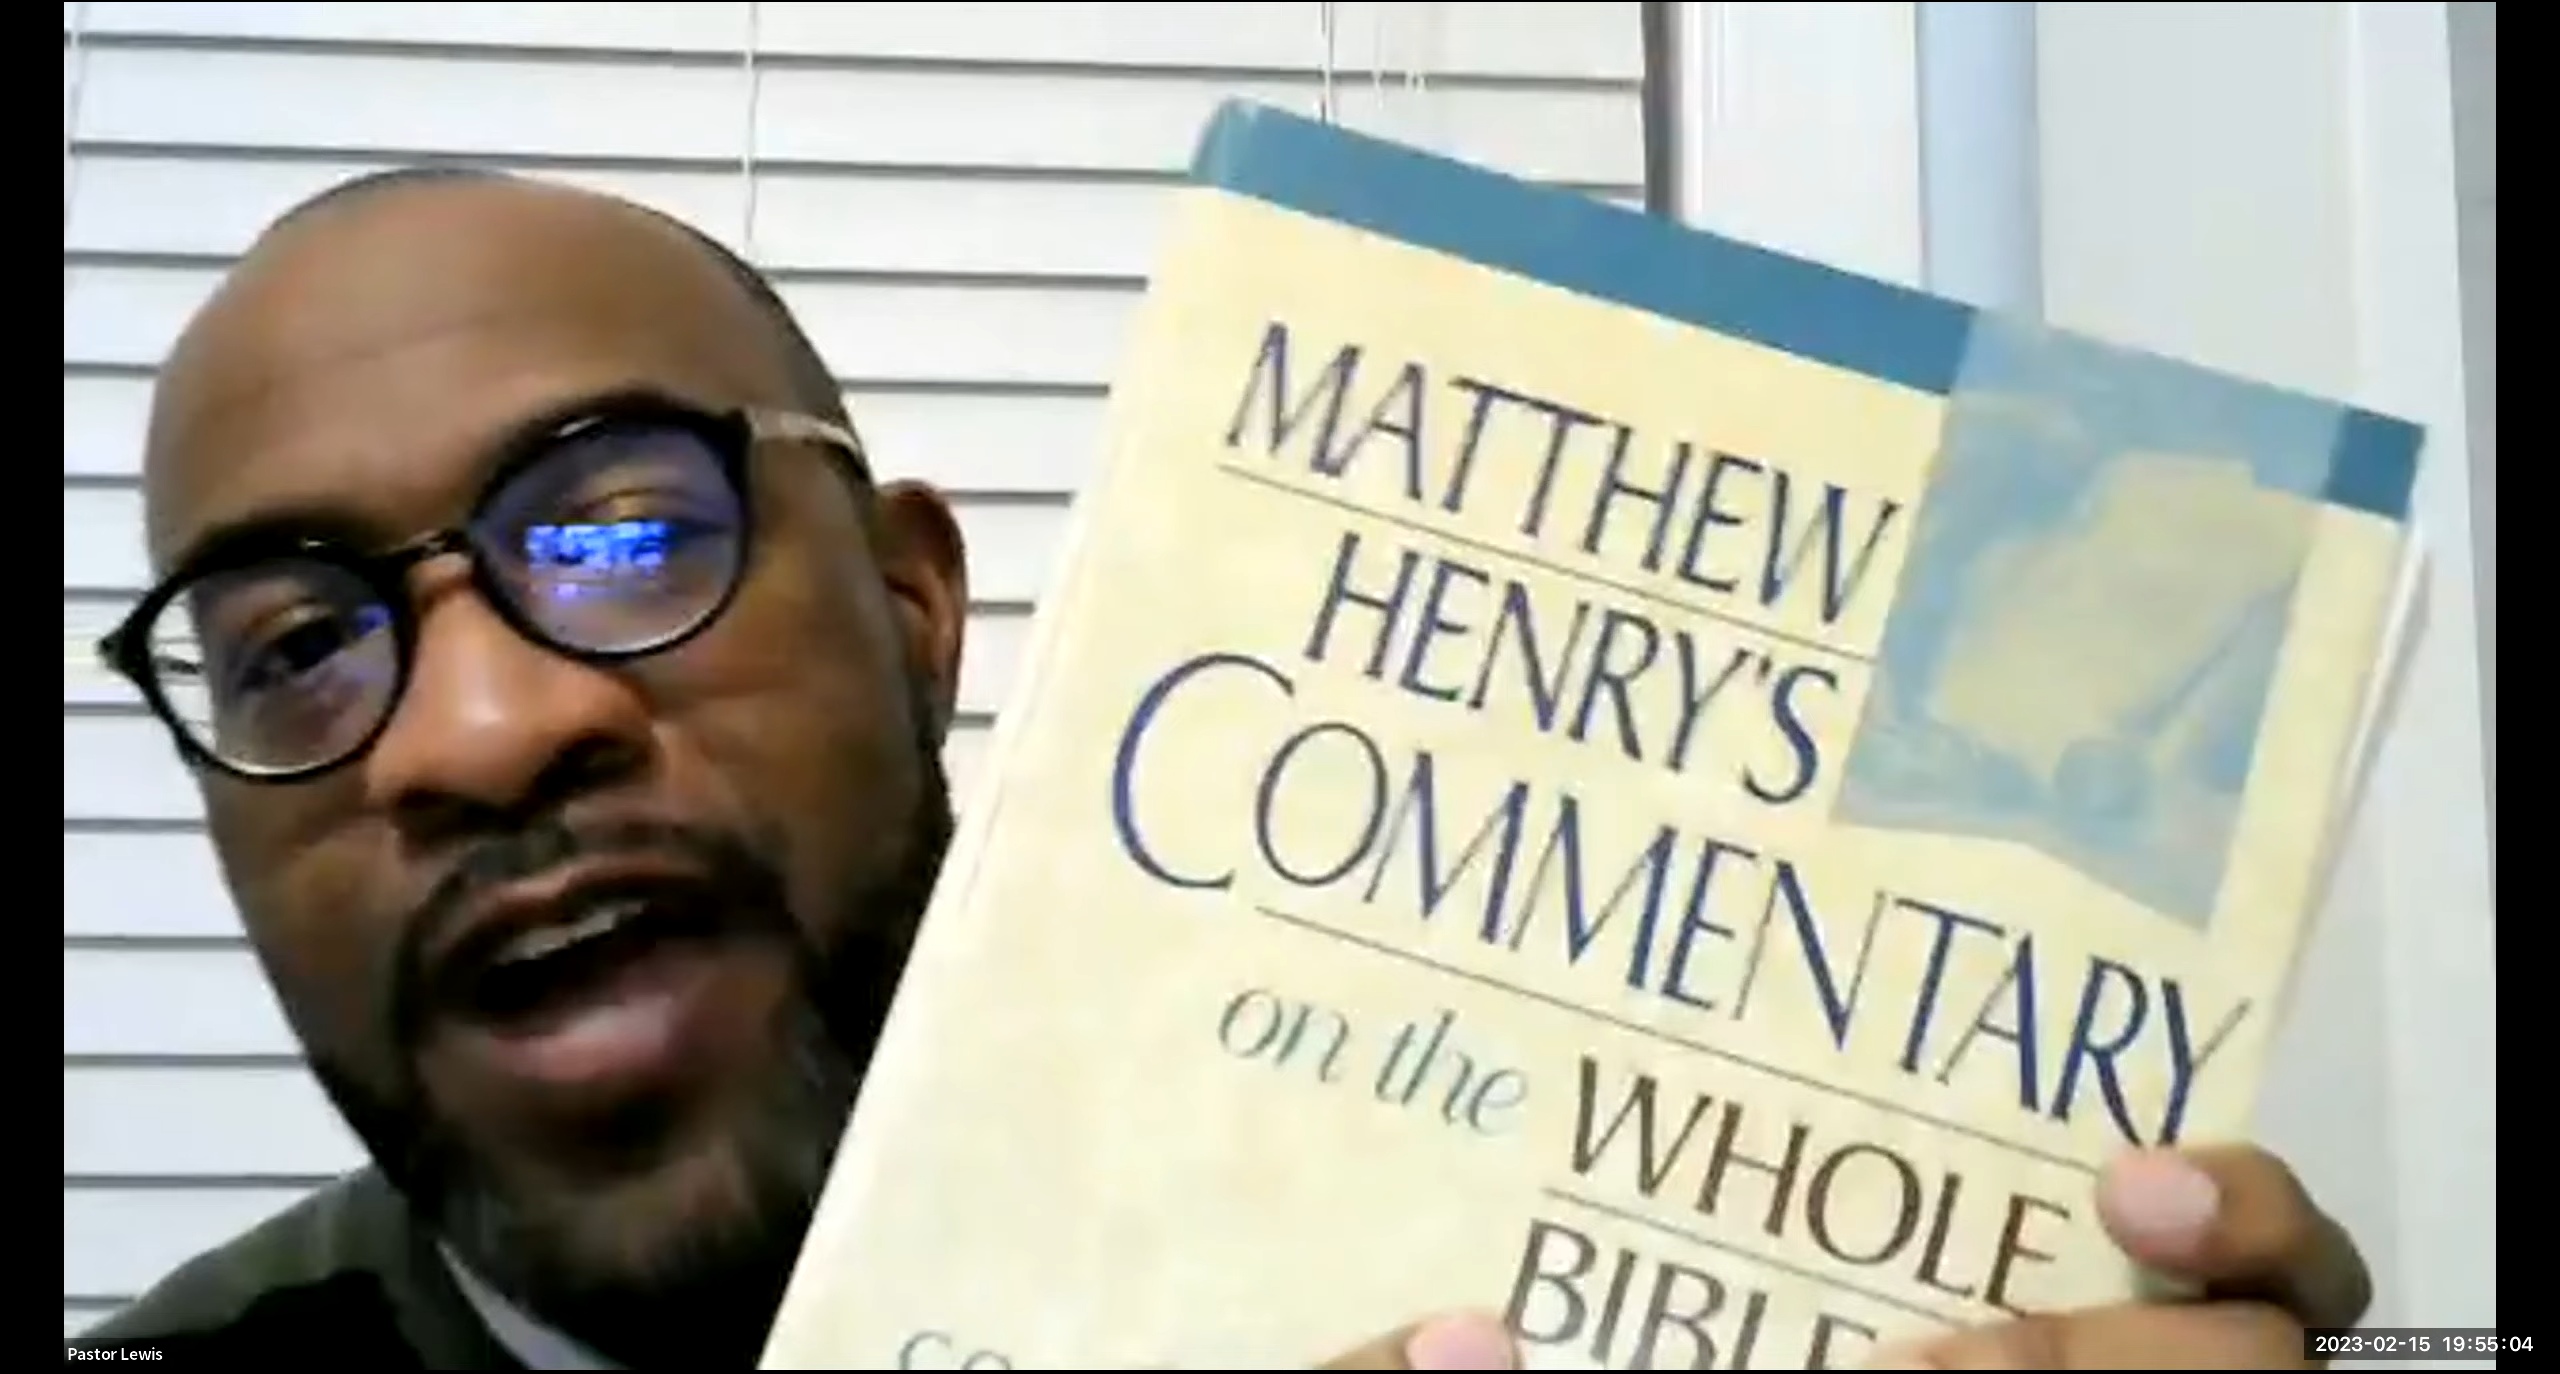 MATTHEW
HENRY'S
COMMENTARY
on the WHOLE
BIBLE
Pastor Lewis
2023-02-15 19:55:04